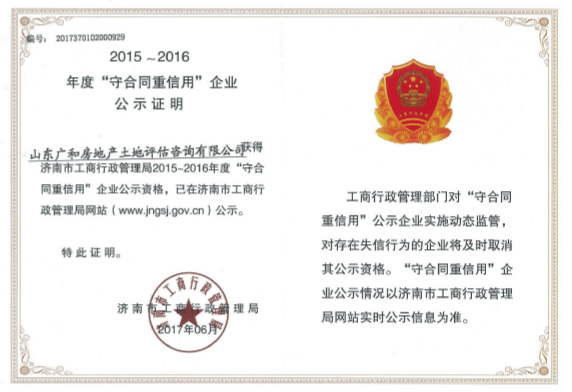 编号：2017370102000929
2015～2016
年度“守合同重信用”企业
公示证明
山东广和房地产土地评估咨询有限公司获得
济南市工商行政管理局2015~2016年度“守合
同重信用”企业公示资格，已在济南市工商行
政管理局网站（www.jngsj.gov.cn）公示。
特此证明。
济南市工商行政管理局
2017年06月
济南市工商行政管理局
工商行政管理部门对“守合同
重信用”公示企业实施动态监管，
对存在失信行为的企业将及时取消
其公示资格。“守合同重信用”企
业公示情况以济南市工商行政管理
局网站实时公示信息为准。